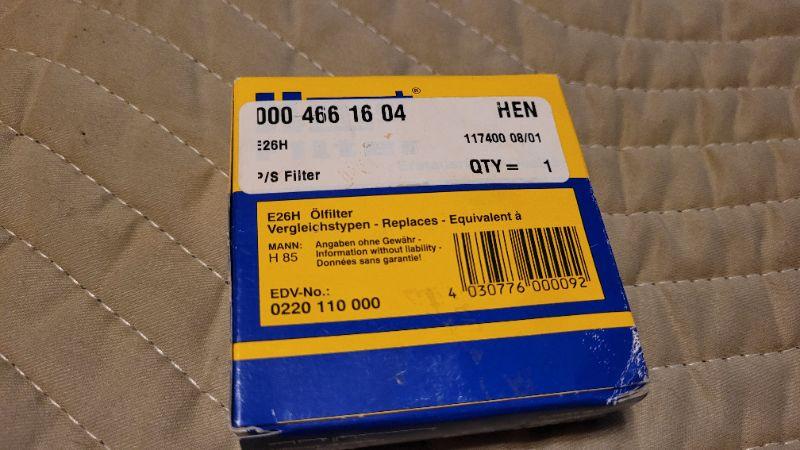 ®
000 466 16 04 HEN
E26H 117400 08/01
P/S Filter QTY = 1
E26H Ölfilter
Vergleichstypen - Replaces - Equivalent à
MANN: Angaben ohne Gewähr -
H 85 Information without liability -
Données sans garantie!
EDV-No.:
0220 110 000
4 030776 000092